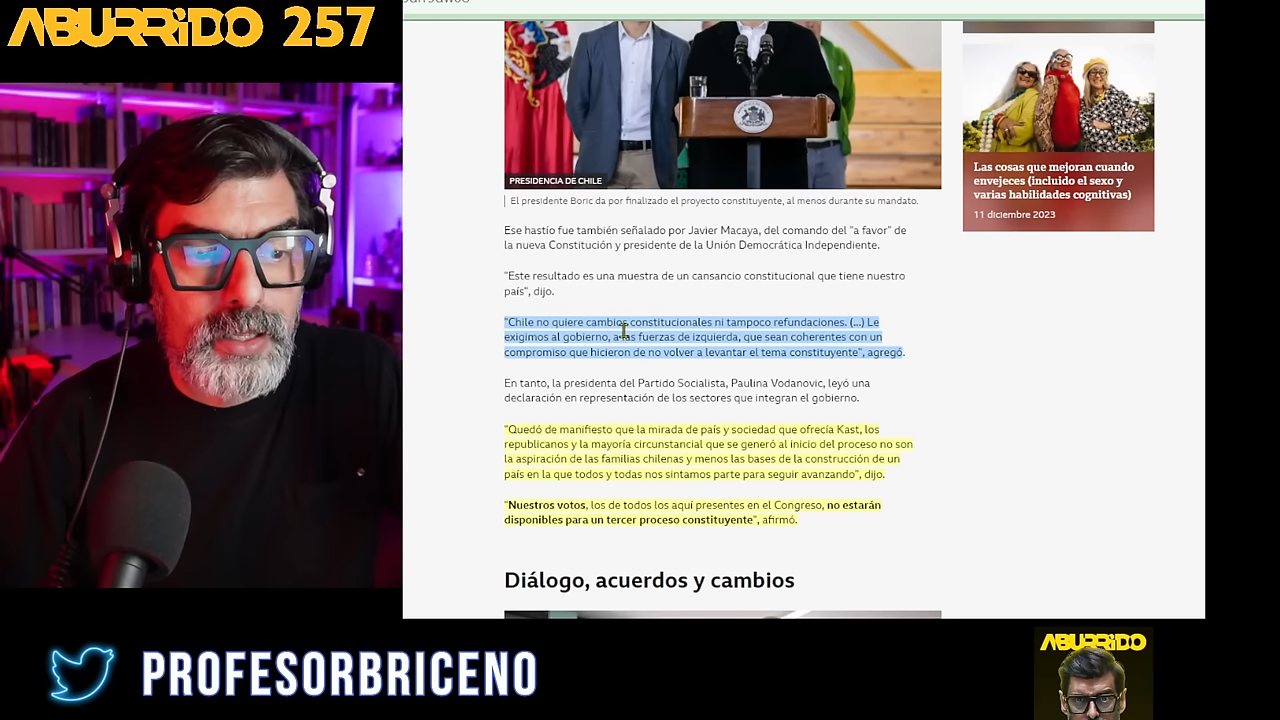 ABURRiDO 257
PRESIDENCIA DE CHILE
El presidente Boric da por finalizado el proyecto constituyente, al menos durante su mandato.
Ese hastío fue también señalado por Javier Macaya, del comando del "a favor" de
la nueva Constitución y presidente de la Unión Democrática Independiente.
"Este resultado es una muestra de un cansancio constitucional que tiene nuestro
país", dijo.
"Chile no quiere cambios constitucionales ni tampoco refundaciones. (...) Le
exigimos al gobierno, a las fuerzas de izquierda, que sean coherentes con un
compromiso que hicieron de no volver a levantar el tema constituyente", agregó.
En tanto, la presidenta del Partido Socialista, Paulina Vodanovic, leyó una
declaración en representación de los sectores que integran el gobierno.
"Quedó de manifiesto que la mirada de país y sociedad que ofrecía Kast, los
republicanos y la mayoría circunstancial que se generó al inicio del proceso no son
la aspiración de las familias chilenas y menos las bases de la construcción de un
país en la que todos y todas nos sintamos parte para seguir avanzando", dijo.
"Nuestros votos, los de todos los aquí presentes en el Congreso, no estarán
disponibles para un tercer proceso constituyente", afirmó.
Diálogo, acuerdos y cambios
Las cosas que mejoran cuando
envejeces (incluido el sexo y
varias habilidades cognitivas)
11 diciembre 2023
PROFESORBRICENO
ABURRiDO